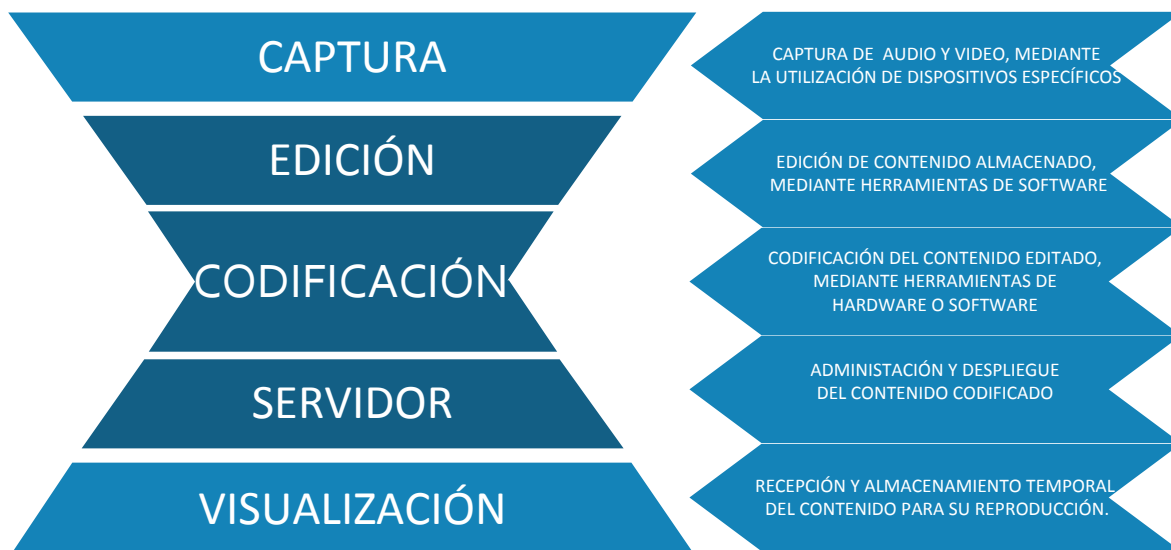 CAPTURA
CAPTURA DE AUDIO Y VIDEO, MEDIANTE
LA UTILIZACIÓN DE DISPOSITIVOS ESPECÍFICOS
EDICIÓN
EDICIÓN DE CONTENIDO ALMACENADO,
MEDIANTE HERRAMIENTAS DE SOFTWARE
CODIFICACIÓN
CODIFICACIÓN DEL CONTENIDO EDITADO,
MEDIANTE HERRAMIENTAS DE
HARDWARE O SOFTWARE
SERVIDOR
ADMINISTACIÓN Y DESPLIEGUE
DEL CONTENIDO CODIFICADO
VISUALIZACIÓN
RECEPCIÓN Y ALMACENAMIENTO TEMPORAL
DEL CONTENIDO PARA SU REPRODUCCIÓN.